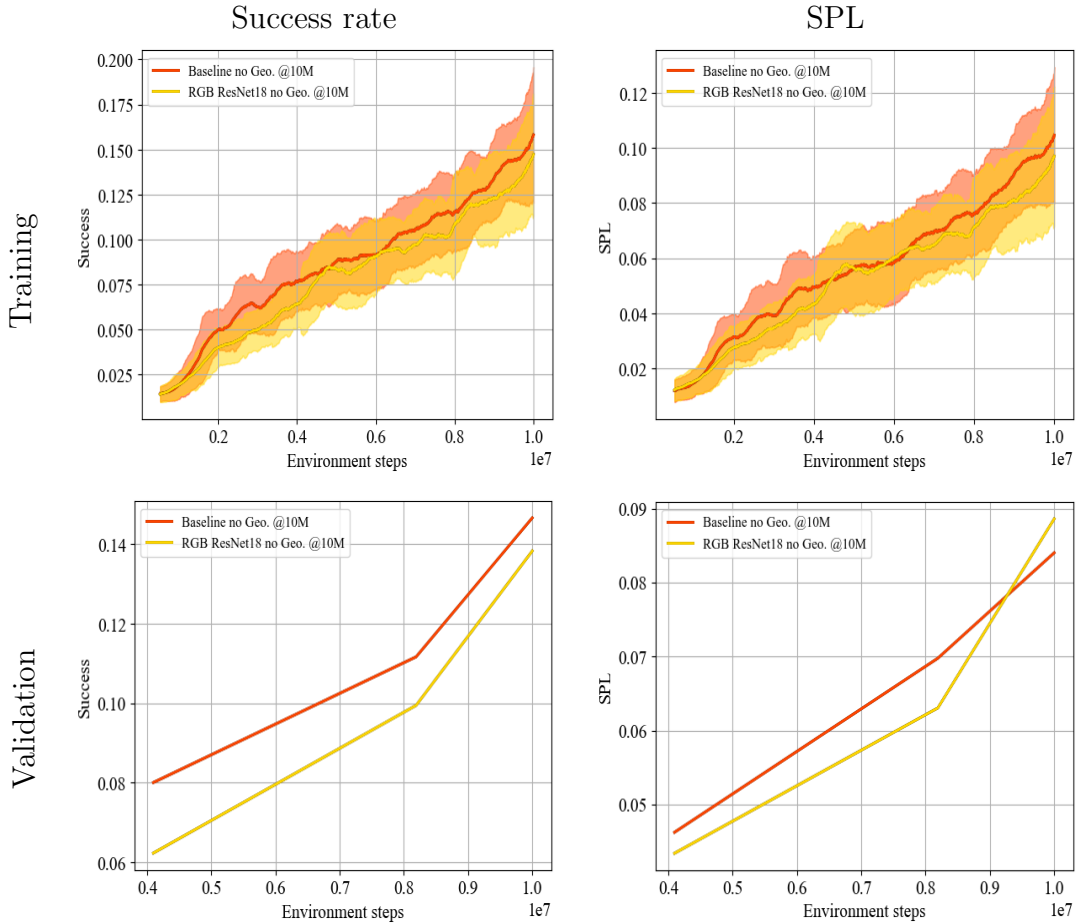 Success rate
SPL
Training
Baseline no Geo. @10M
RGB ResNet18 no Geo. @10M
Success
0.200
0.175
0.150
0.125
0.100
0.075
0.050
0.025
0.2
0.4
0.6
0.8
1.0
1e7
Environment steps
Baseline no Geo. @10M
RGB ResNet18 no Geo. @10M
SPL
0.12
0.10
0.08
0.06
0.04
0.02
0.2
0.4
0.6
0.8
1.0
1e7
Environment steps
Validation
Baseline no Geo. @10M
RGB ResNet18 no Geo. @10M
Success
0.14
0.12
0.10
0.08
0.06
0.4
0.5
0.6
0.7
0.8
0.9
1.0
1e7
Environment steps
Baseline no Geo. @10M
RGB ResNet18 no Geo. @10M
SPL
0.09
0.08
0.07
0.06
0.05
0.4
0.5
0.6
0.7
0.8
0.9
1.0
1e7
Environment steps